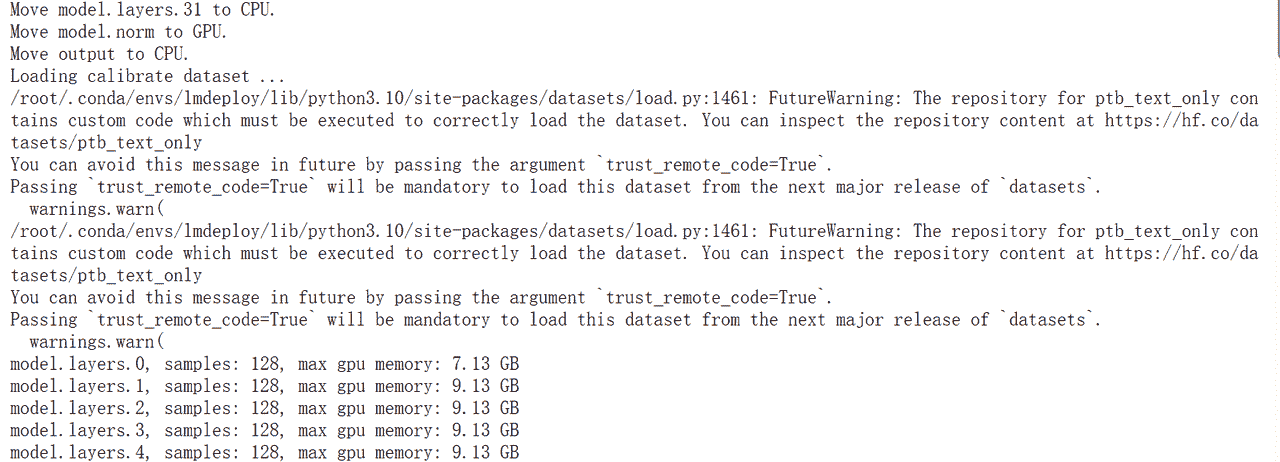 Move model.layers.31 to CPU.
Move model.norm to GPU.
Move output to CPU.
Loading calibrate dataset ...
/root/.conda/envs/lmdeploy/lib/python3.10/site-packages/datasets/load.py:1461: FutureWarning: The repository for ptb_text_only con
tains custom code which must be executed to correctly load the dataset. You can inspect the repository content at https://hf.co/da
tasets/ptb_text_only
You can avoid this message in future by passing the argument `trust_remote_code=True`.
Passing `trust_remote_code=True` will be mandatory to load this dataset from the next major release of `datasets`.
  warnings.warn(
/root/.conda/envs/lmdeploy/lib/python3.10/site-packages/datasets/load.py:1461: FutureWarning: The repository for ptb_text_only con
tains custom code which must be executed to correctly load the dataset. You can inspect the repository content at https://hf.co/da
tasets/ptb_text_only
You can avoid this message in future by passing the argument `trust_remote_code=True`.
Passing `trust_remote_code=True` will be mandatory to load this dataset from the next major release of `datasets`.
  warnings.warn(
model.layers.0, samples: 128, max gpu memory: 7.13 GB
model.layers.1, samples: 128, max gpu memory: 9.13 GB
model.layers.2, samples: 128, max gpu memory: 9.13 GB
model.layers.3, samples: 128, max gpu memory: 9.13 GB
model.layers.4, samples: 128, max gpu memory: 9.13 GB